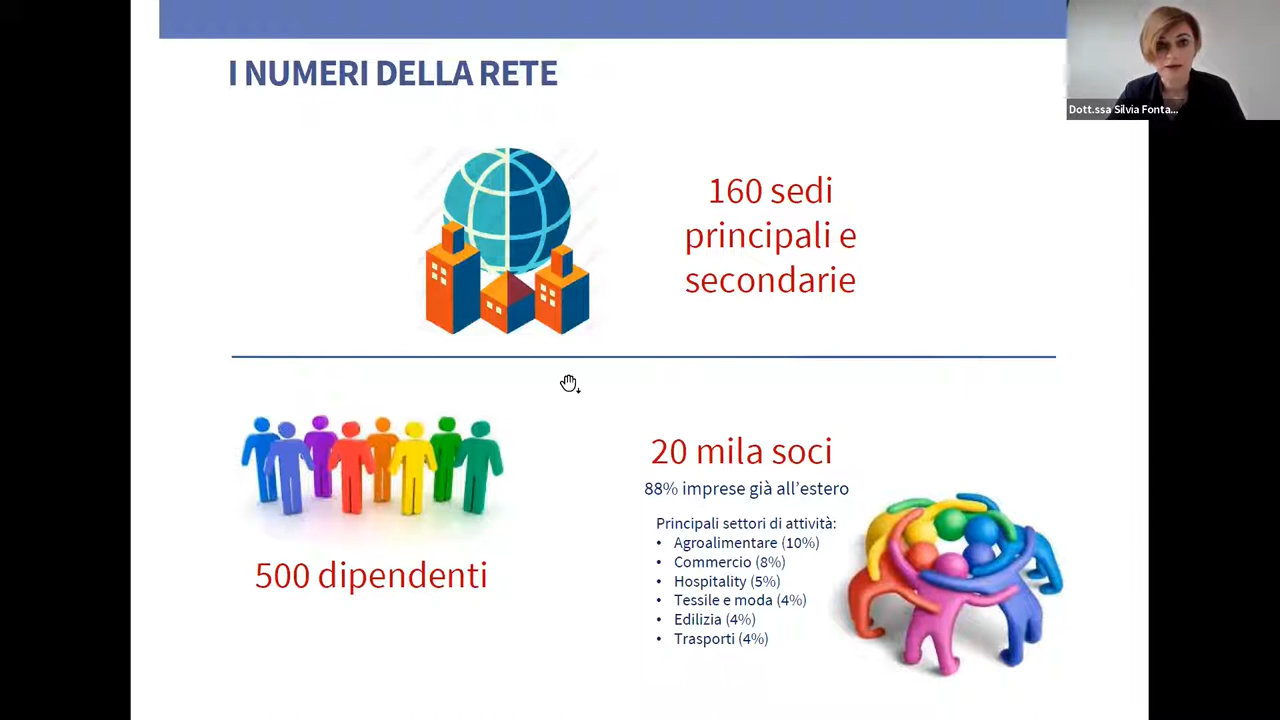 I NUMERI DELLA RETE
Dott.ssa Silvia Fonta...
160 sedi
principali e
secondarie
500 dipendenti
20 mila soci
88% imprese già all’estero
Principali settori di attività:
• Agroalimentare (10%)
• Commercio (8%)
• Hospitality (5%)
• Tessile e moda (4%)
• Edilizia (4%)
• Trasporti (4%)